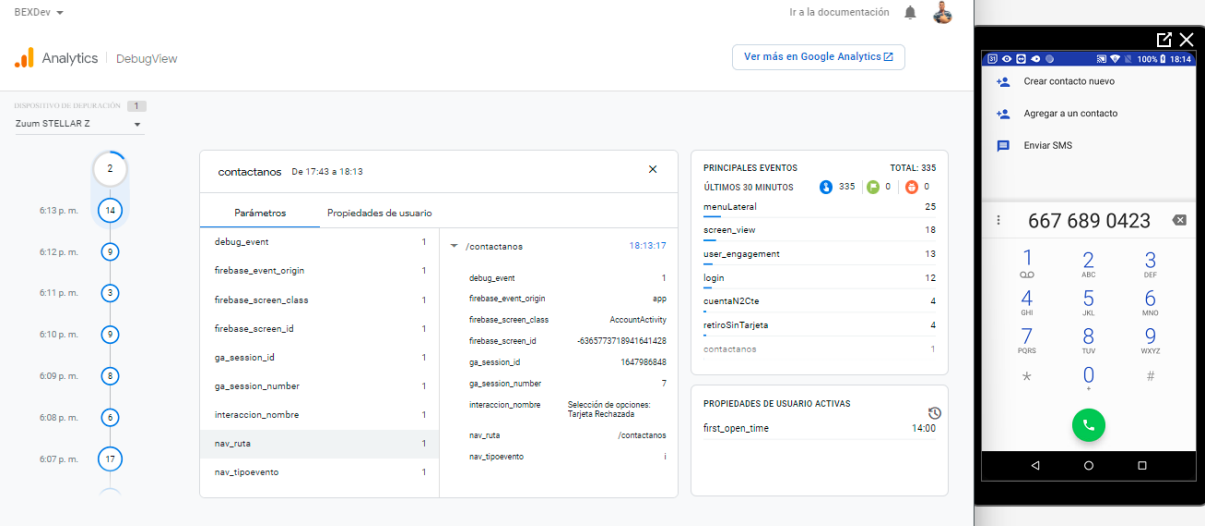 BEXDev
Ir a la documentación
Analytics
DebugView
Ver más en Google Analytics
DISPOSITIVO DE DEPURACIÓN 1
Zuum STELLAR Z
2
6:13 p. m. 14
6:12 p. m. 9
6:11 p. m. 3
6:10 p. m. 9
6:09 p. m. 8
6:08 p. m. 6
6:07 p. m. 17
contactanos De 17:43 a 18:13
Parámetros Propiedades de usuario
debug_event 1
firebase_event_origin 1
firebase_screen_class 1
firebase_screen_id 1
ga_session_id 1
ga_session_number 1
interaccion_nombre 1
nav_ruta 1
nav_tipoevento 1
/contactanos 18:13:17
debug_event 1
firebase_event_origin app
firebase_screen_class AccountActivity
firebase_screen_id -6365773718941641428
ga_session_id 1647986848
ga_session_number 7
interaccion_nombre Selección de opciones:
Tarjeta Rechazada
nav_ruta /contactanos
nav_tipoevento i
PRINCIPALES EVENTOS TOTAL: 335
ÚLTIMOS 30 MINUTOS 335 0 0
menuLateral 25
screen_view 18
user_engagement 13
login 12
cuentaN2Cte 4
retiroSinTarjeta 4
contactanos 1
PROPIEDADES DE USUARIO ACTIVAS
first_open_time 14:00
31 100% 18:14
Crear contacto nuevo
Agregar a un contacto
Enviar SMS
667 689 0423
1 2 3
ABC DEF
4 5 6
GHI JKL MNO
7 8 9
PQRS TUV WXYZ
* 0 #
+